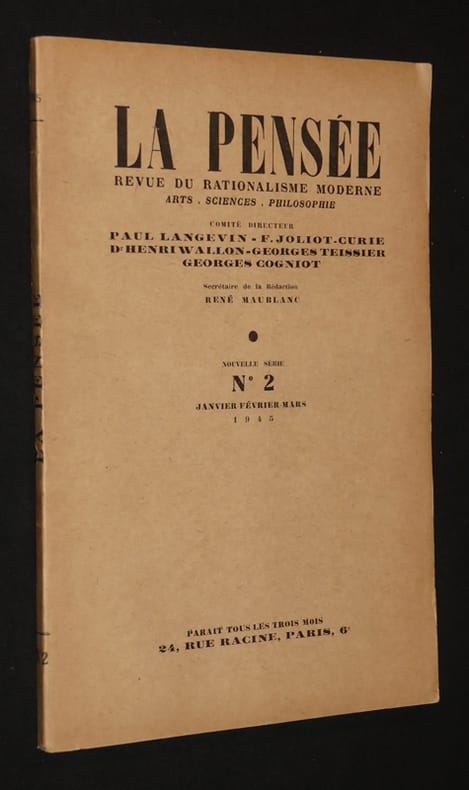 LA PENSÉE
REVUE DU RATIONALISME MODERNE
ARTS . SCIENCES . PHILOSOPHIE
COMITÉ DIRECTEUR
PAUL LANGEVIN - F. JOLIOT-CURIE
Dr HENRI WALLON - GEORGES TEISSIER
GEORGES COGNIOT
Secrétaire de la Rédaction
RENÉ MAUBLANC
NOUVELLE SÉRIE
N° 2
JANVIER-FÉVRIER-MARS
1945
PARAIT TOUS LES TROIS MOIS
24, RUE RACINE, PARIS, 6e
LA PENSÉE